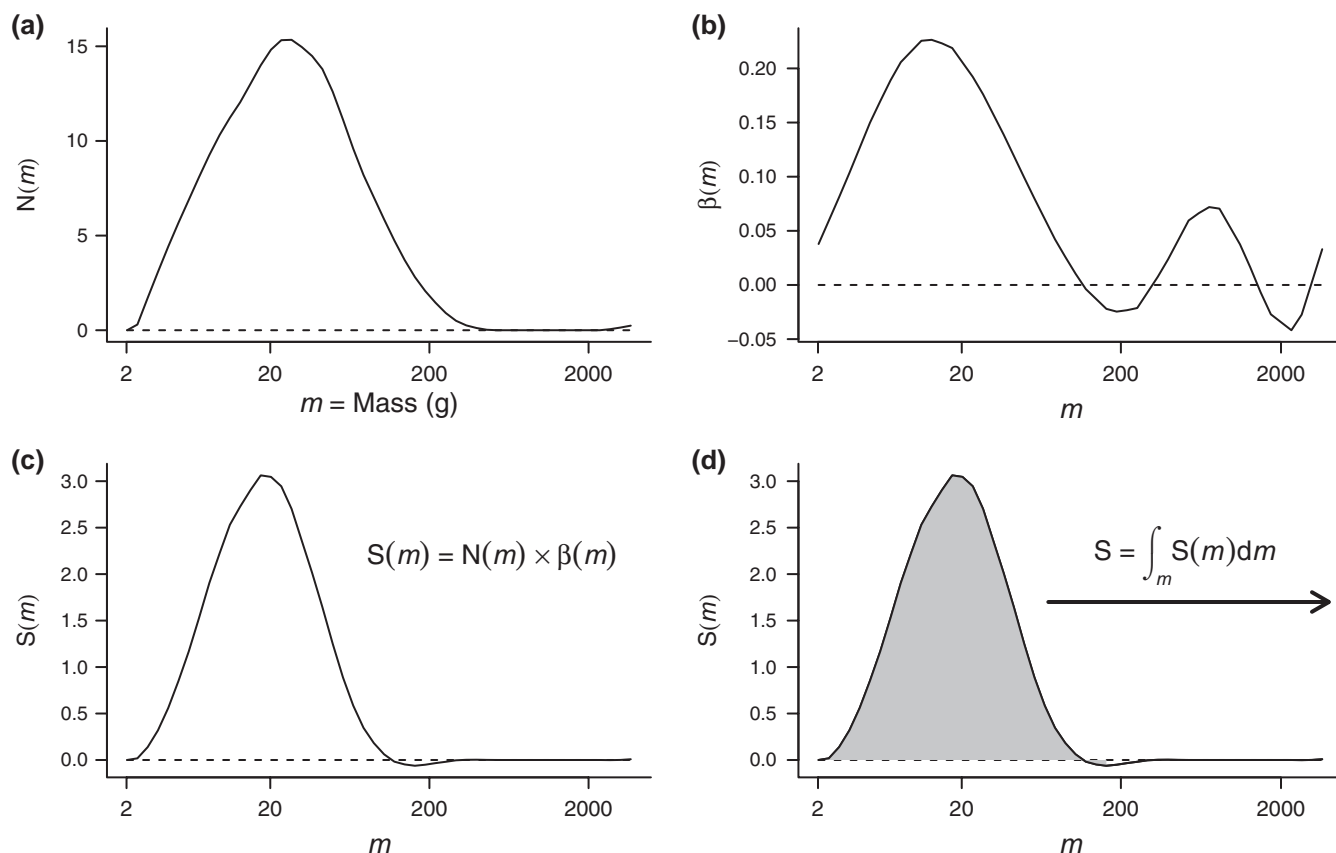 (a)
N(m)
15
10
5
0
2 20 200 2000
m = Mass (g)
(b)
β(m)
0.20
0.15
0.10
0.05
0.00
−0.05
2 20 200 2000
m
(c)
S(m)
3.0
2.5
2.0
1.5
1.0
0.5
0.0
S(m) = N(m) × β(m)
2 20 200 2000
m
(d)
S(m)
3.0
2.5
2.0
1.5
1.0
0.5
0.0
S = ∫m S(m)dm
2 20 200 2000
m